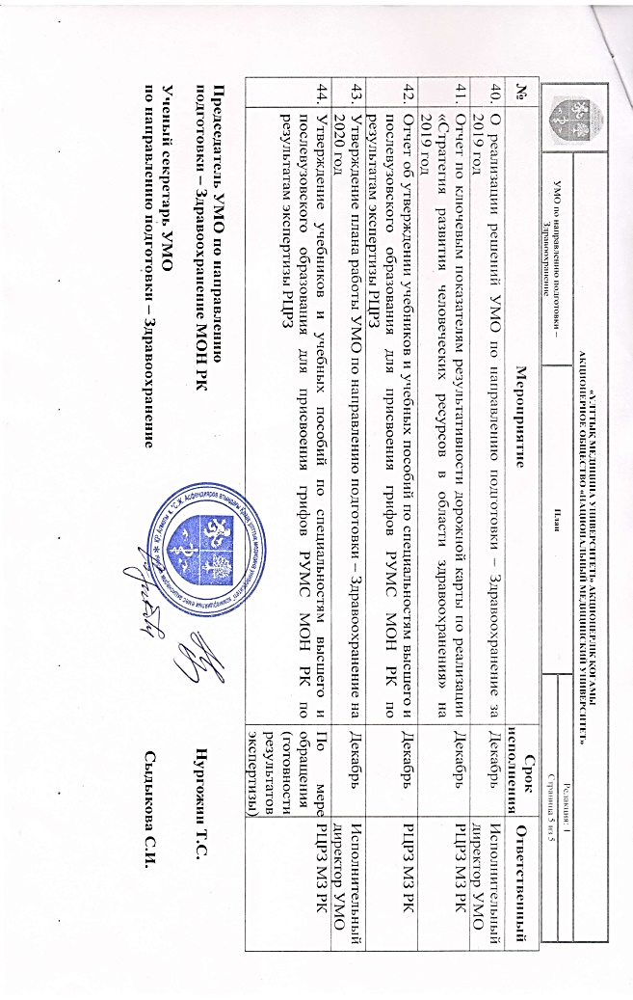 «ҰЛТТЫҚ МЕДИЦИНА УНИВЕРСИТЕТІ» АКЦИОНЕРЛІК ҚОҒАМЫ
АКЦИОНЕРНОЕ ОБЩЕСТВО «НАЦИОНАЛЬНЫЙ МЕДИЦИНСКИЙ УНИВЕРСИТЕТ»
УМО по направлению подготовки –
Здравоохранение
План
Редакция: 1
Страница 5 из 5
№
Мероприятие
Срок
исполнения
Ответственный
40. О реализации решений УМО по направлению подготовки – Здравоохранение за
2019 год
Декабрь
Исполнительный
директор УМО
41. Отчет по ключевым показателям результативности дорожной карты по реализации
«Стратегия развития человеческих ресурсов в области здравоохранения» на
2019 год
Декабрь
РЦРЗ МЗ РК
42. Отчет об утверждении учебников и учебных пособий по специальностям высшего и
послевузовского образования для присвоения грифов РУМС МОН РК по
результатам экспертизы РЦРЗ
Декабрь
РЦРЗ МЗ РК
43. Утверждение плана работы УМО по направлению подготовки – Здравоохранение на
2020 год
Декабрь
Исполнительный
директор УМО
44. Утверждение учебников и учебных пособий по специальностям высшего и
послевузовского образования для присвоения грифов РУМС МОН РК по
результатам экспертизы РЦРЗ
По мере
обращения
(готовности
результатов
экспертизы)
РЦРЗ МЗ РК
Председатель УМО по направлению
подготовки – Здравоохранение МОН РК
Нургожин Т.С.
Ученый секретарь УМО
по направлению подготовки – Здравоохранение
Сыдыкова С.И.